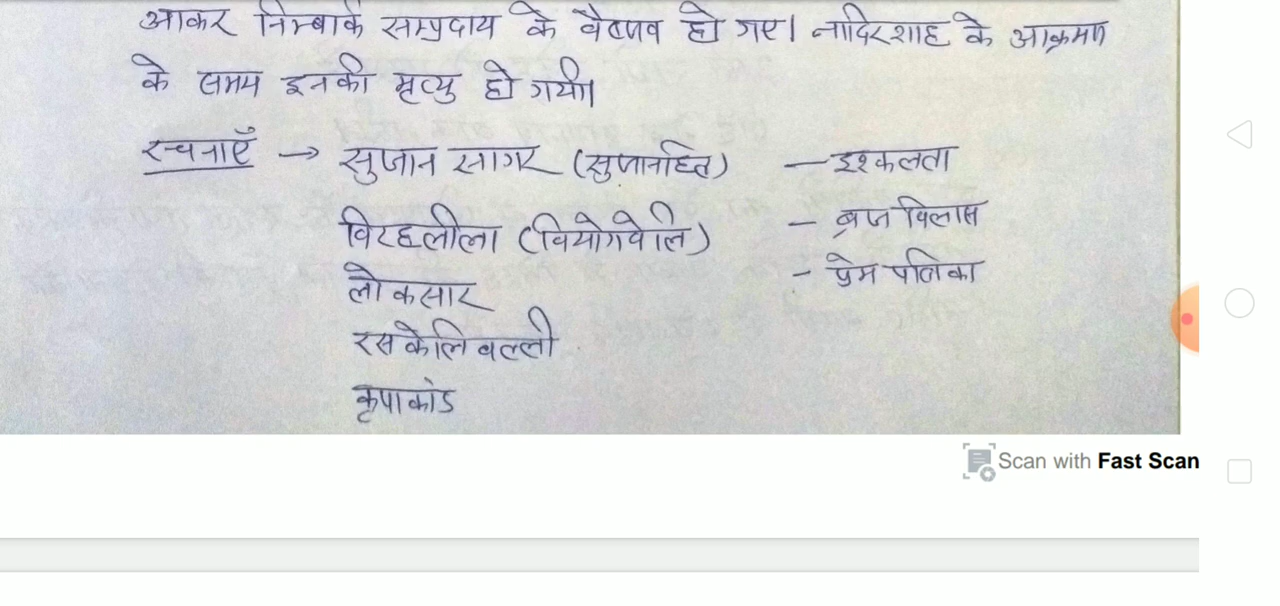 आकर निम्बार्क सम्प्रदाय के वैष्णव हो गए। नादिरशाह के आक्रमण
के समय इनकी मृत्यु हो गयी।
रचनाएँ → सुजान सागर (सुजानहित) — इश्कलता
विरहलीला (वियोगवेलि) – ब्रज विलास
लोकसार – प्रेम पत्रिका
रसकेलिवल्ली
कृपाकांड
Scan with Fast Scan